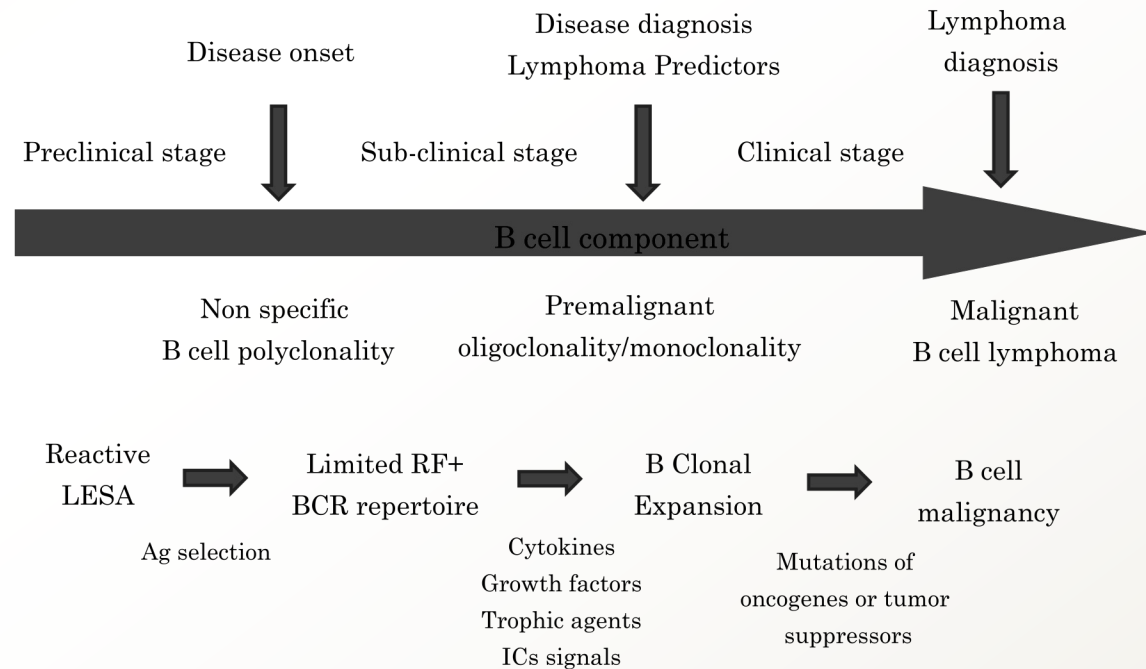 Disease onset
Disease diagnosis
Lymphoma Predictors
Lymphoma
diagnosis
Preclinical stage
Sub-clinical stage
Clinical stage
B cell component
Non specific
B cell polyclonality
Premalignant
oligoclonality/monoclonality
Malignant
B cell lymphoma
Reactive
LESA
Limited RF+
BCR repertoire
B Clonal
Expansion
B cell
malignancy
Ag selection
Cytokines
Growth factors
Trophic agents
ICs signals
Mutations of
oncogenes or tumor
suppressors